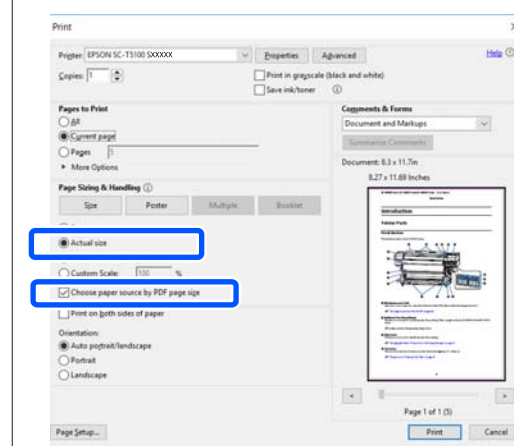 Print
Printer: EPSON SC-T5100 SXXXXX Properties Advanced Help
Copies: 1 Print in grayscale (black and white)
Save ink/toner
Pages to Print
All
Current page
Pages 5
More Options
Comments & Forms
Document and Markups
Summarize Comments
Page Sizing & Handling
Size Poster Multiple Booklet
Actual size
Custom Scale: 100 %
Choose paper source by PDF page size
Print on both sides of paper
Orientation:
Auto portrait/landscape
Portrait
Landscape
Document: 8.3 x 11.7in
8.27 x 11.69 Inches
Introduction
Printer Parts
< >
Page 1 of 1 (5)
Page Setup... Print Cancel